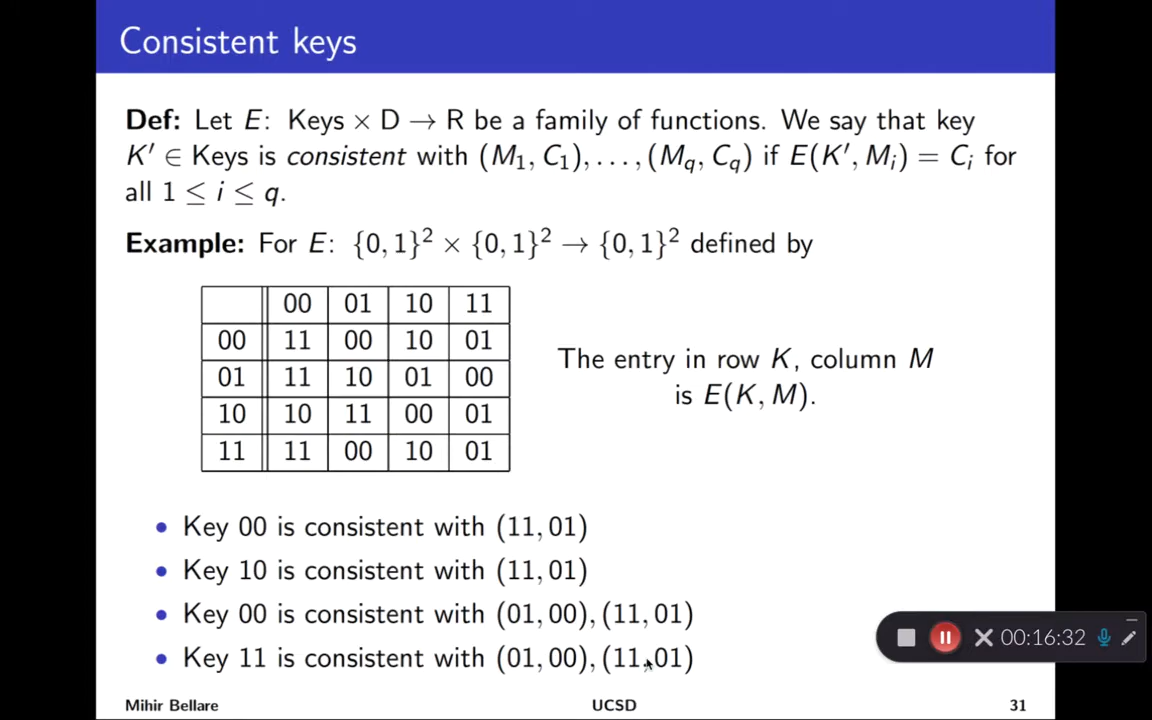 Consistent keys
Def: Let E: Keys × D → R be a family of functions. We say that key
K′ ∈ Keys is consistent with (M₁, C₁), . . . , (M_q, C_q) if E(K′, M_i) = C_i for
all 1 ≤ i ≤ q.
Example: For E: {0, 1}² × {0, 1}² → {0, 1}² defined by
00 01 10 11
00 11 00 10 01
01 11 10 01 00
10 10 11 00 01
11 11 00 10 01
The entry in row K, column M
is E(K, M).
• Key 00 is consistent with (11, 01)
• Key 10 is consistent with (11, 01)
• Key 00 is consistent with (01, 00), (11, 01)
• Key 11 is consistent with (01, 00), (11, 01)
00:16:32
Mihir Bellare UCSD 31